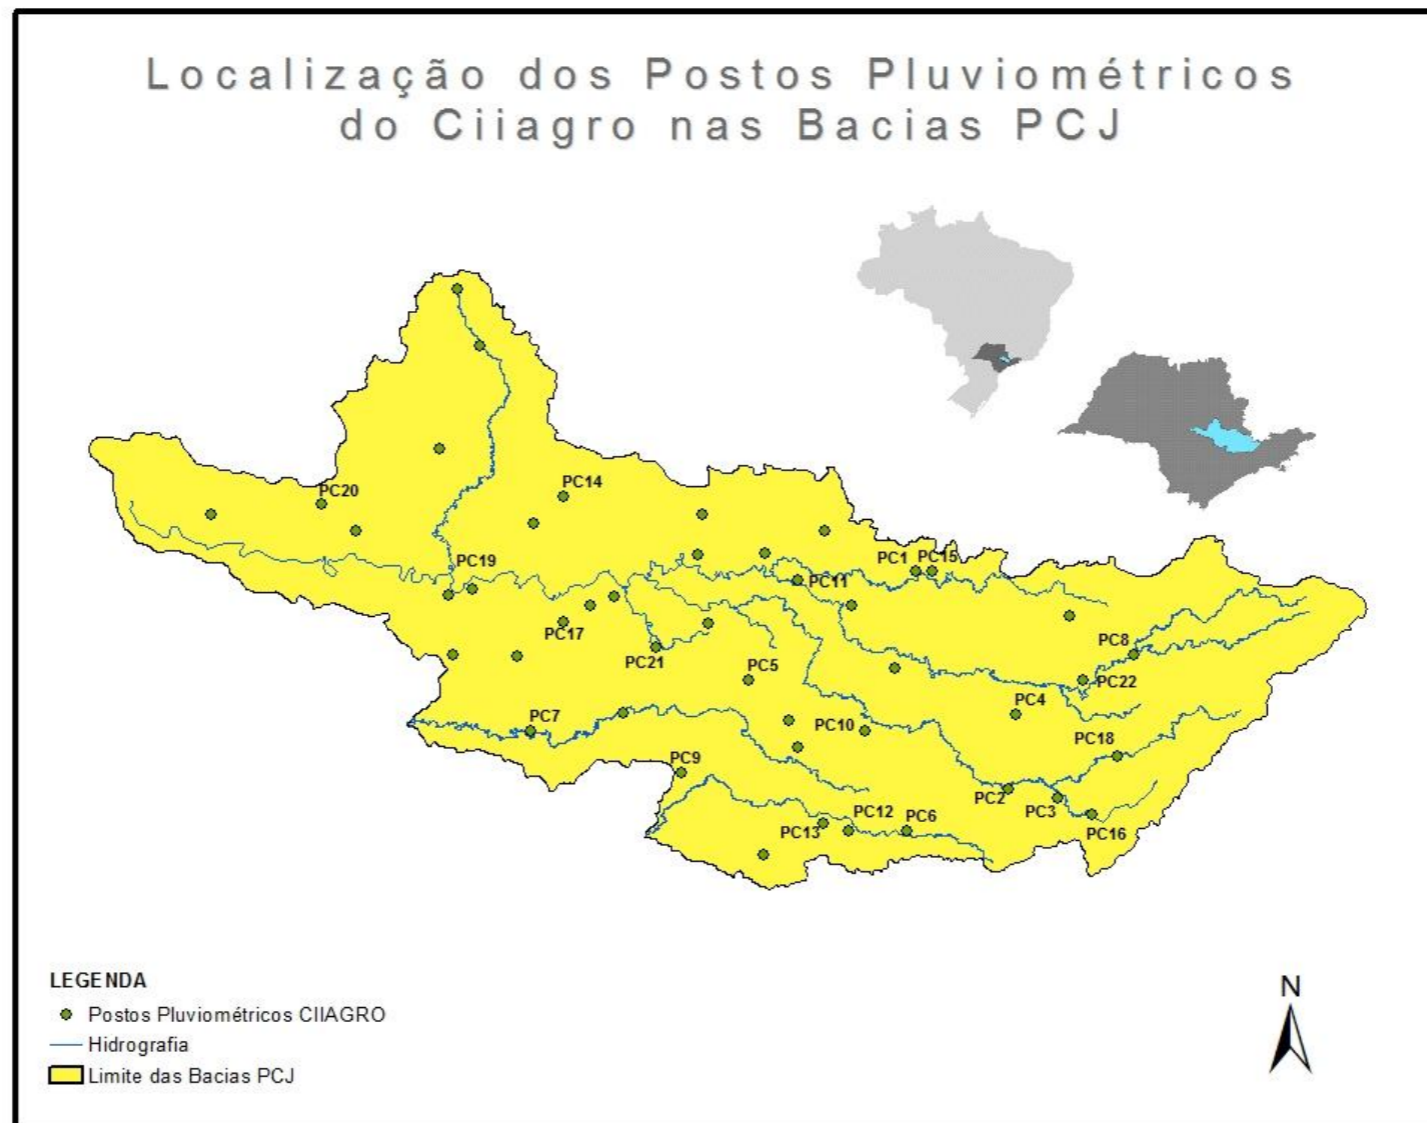 Localização dos Postos Pluviométricos
do Ciiagro nas Bacias PCJ
PC20
PC14
PC19
PC1 PC15
PC11
PC17
PC21
PC8
PC5
PC22
PC4
PC7
PC10
PC18
PC9
PC2
PC3
PC12
PC6
PC13
PC16
LEGENDA
Postos Pluviométricos CIIAGRO
Hidrografia
Limite das Bacias PCJ
N